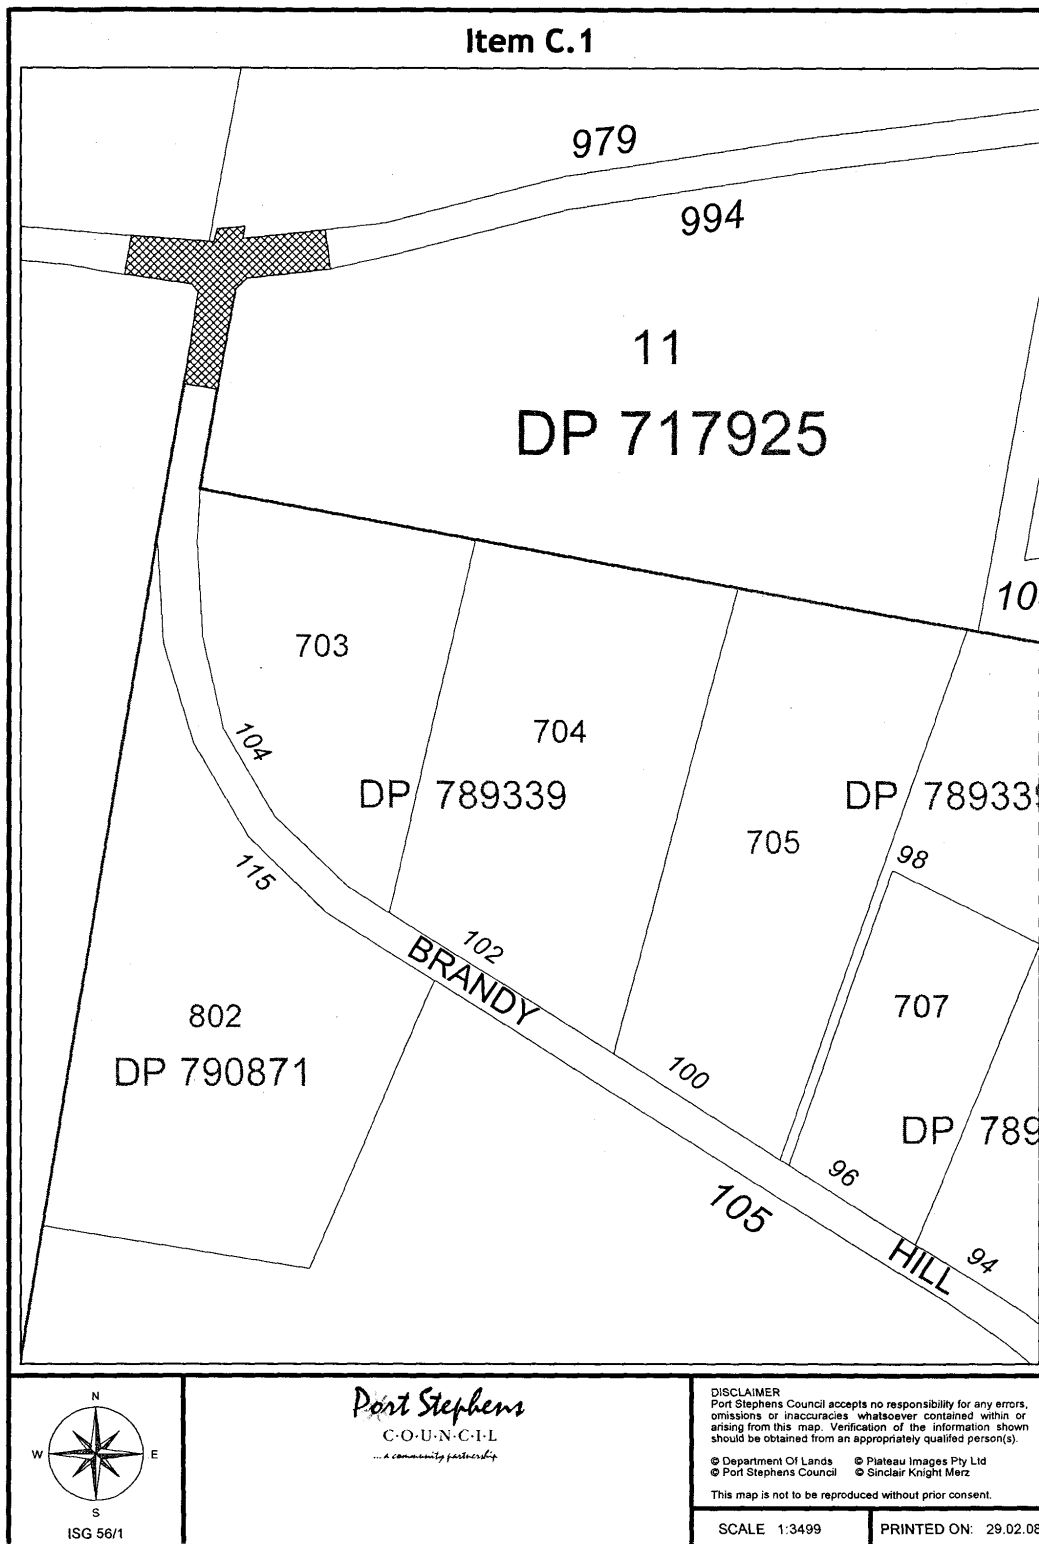 Item C.1
979
994
11
DP 717925
703
704
104
DP 789339
705
98
115
102
BRANDY
802
DP 790871
707
100
DP
96
105
HILL
94
N
W
E
S
ISG 56/1
Port Stephens
C·O·U·N·C·I·L
... a community partnership
DISCLAIMER
Port Stephens Council accepts no responsibility for any errors,
omissions or inaccuracies whatsoever contained within or
arising from this map. Verification of the information shown
should be obtained from an appropriately qualifed person(s).
© Department Of Lands © Plateau Images Pty Ltd
© Port Stephens Council © Sinclair Knight Merz
This map is not to be reproduced without prior consent.
SCALE 1:3499
PRINTED ON: 29.02.08